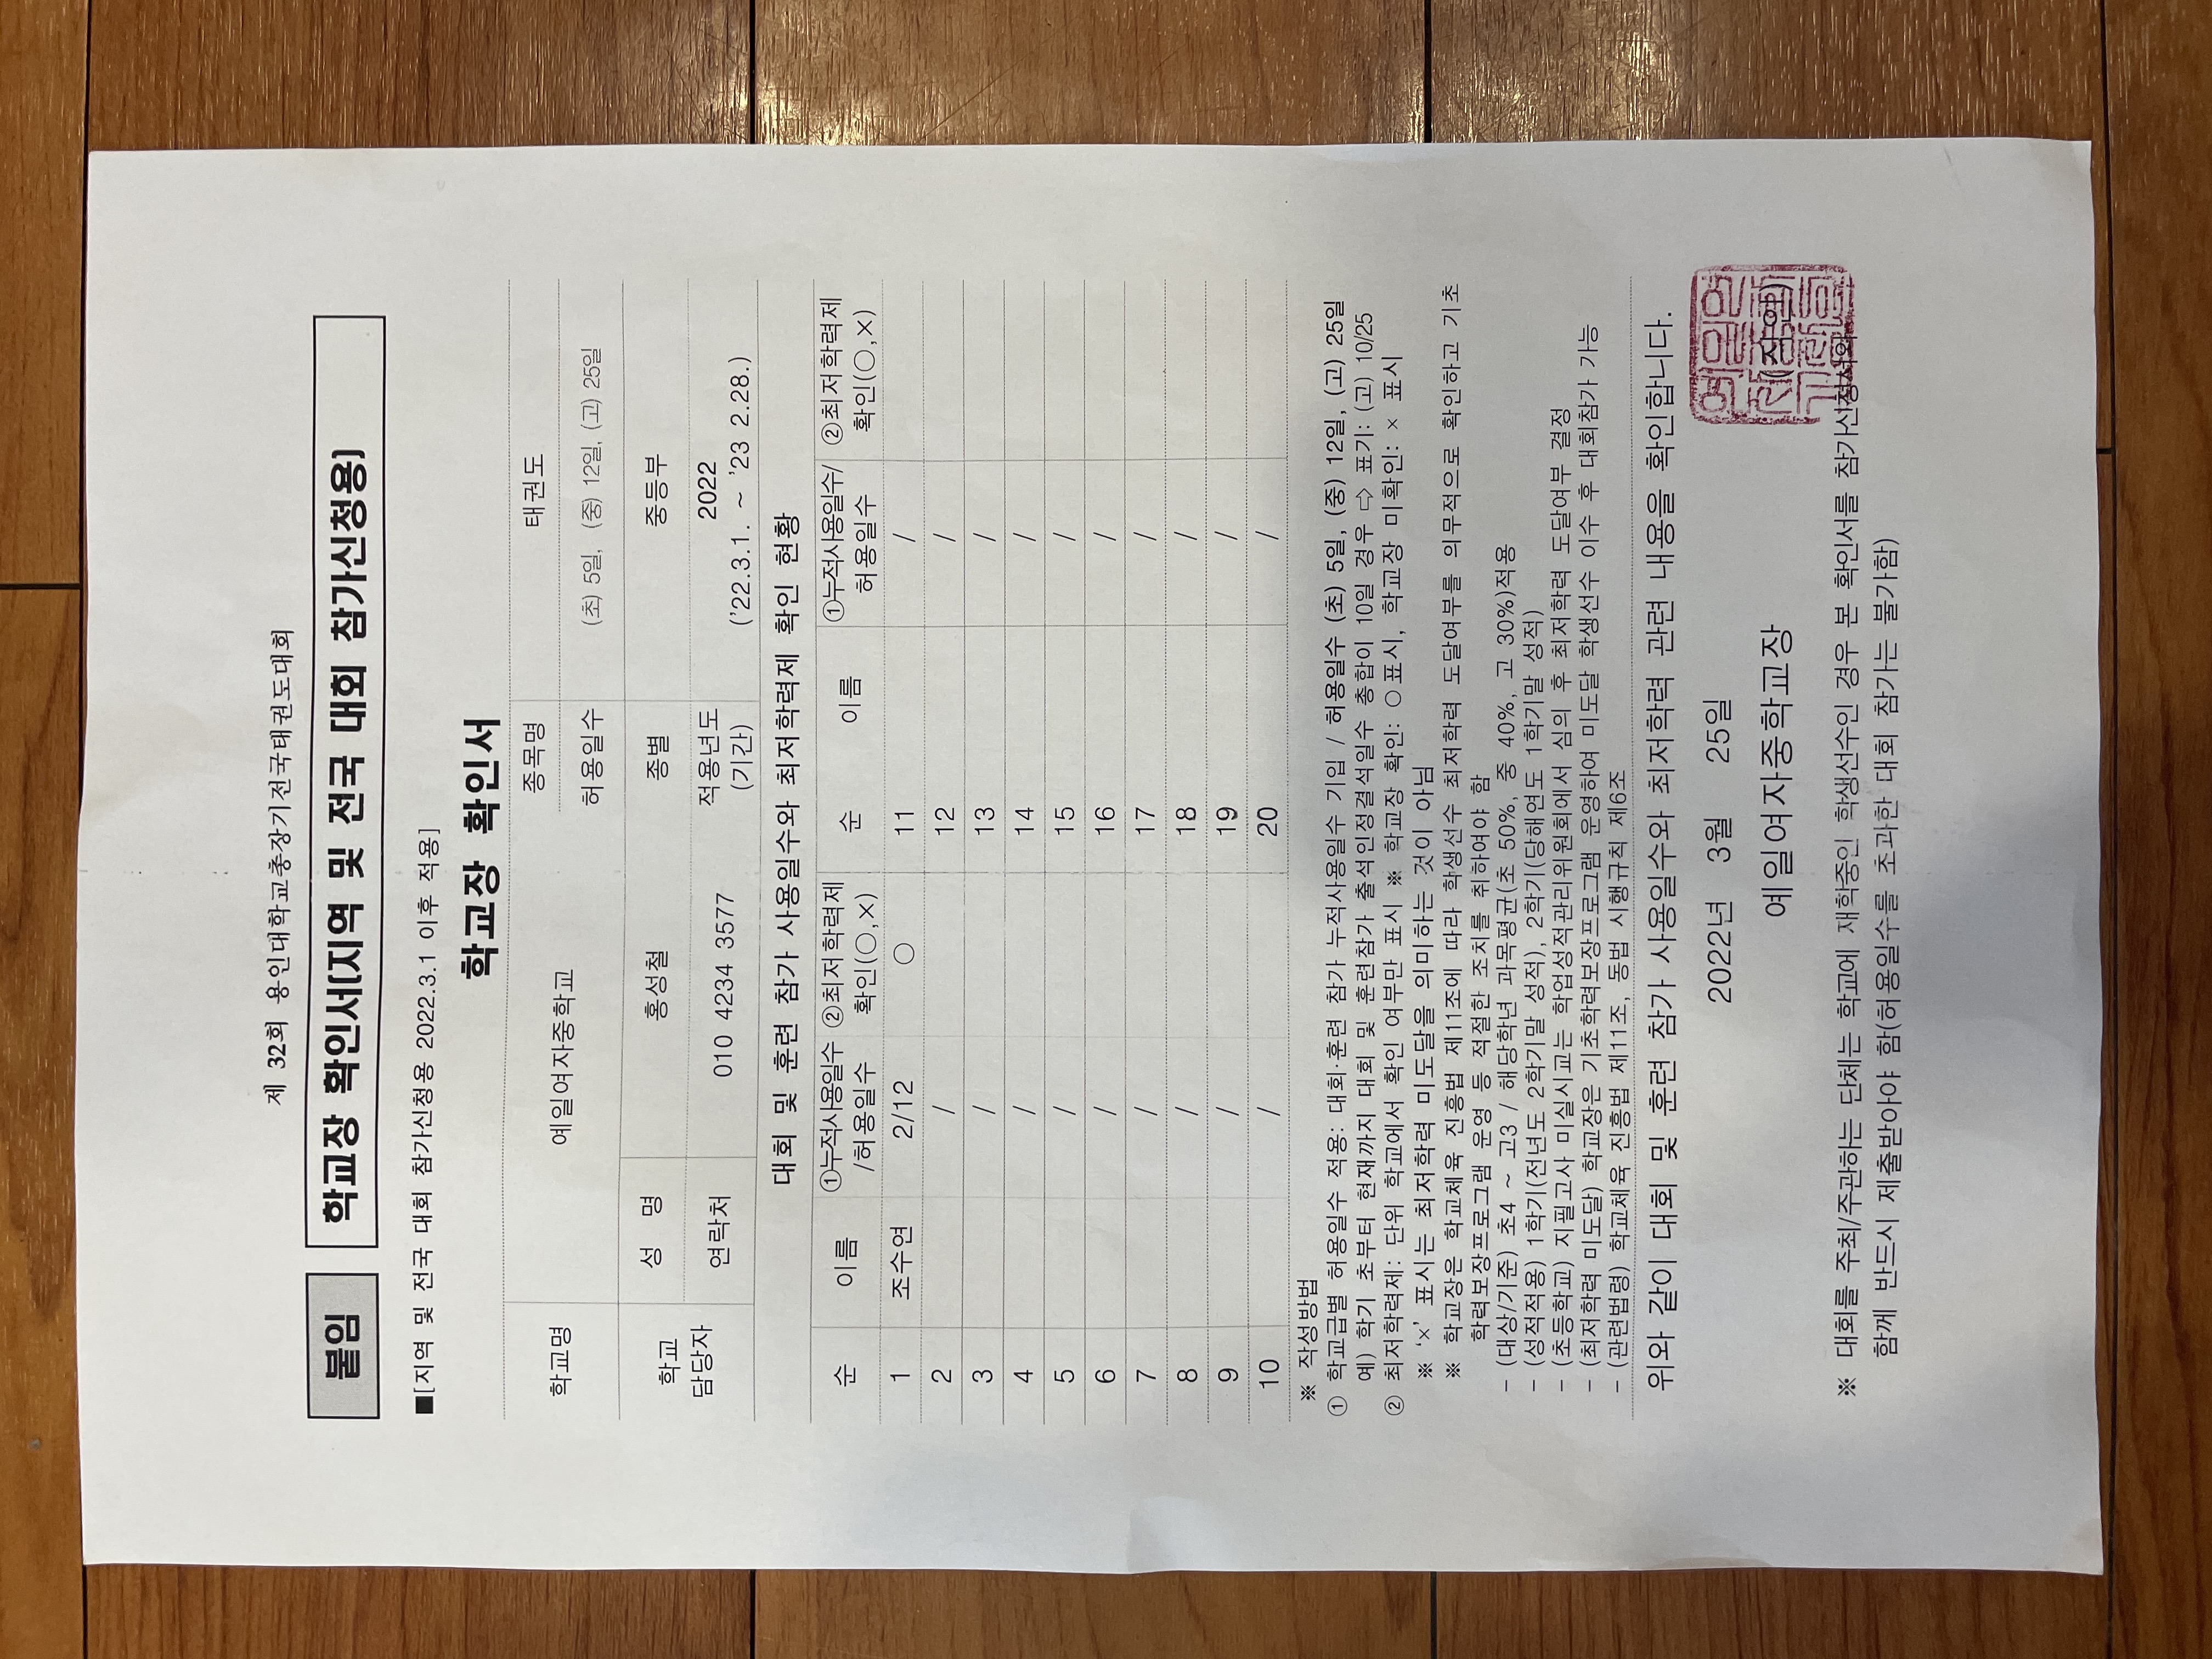 제 32회 용인대학교총장기전국태권도대회
붙임 학교장 확인서(지역 및 전국 대회 참가신청용)
■[지역 및 전국 대회 참가신청용 2022.3.1 이후 적용]
학교장 확인서
학교명 예일여자중학교 종목명 태권도
허용일수 (초) 5일, (중) 12일, (고) 25일
학교 담당자 성 명 홍성철 종별 중등부
연락처 010 4234 3577 적용년도 (기간) 2022 ('22.3.1. ~ '23 2.28.)
대회 및 훈련 참가 사용일수와 최저학력제 확인 현황
순 이름 ①누적사용일수/허용일수 ②최저학력제 확인(○,×) 순 이름 ①누적사용일수/허용일수 ②최저학력제 확인(○,×)
1 조수연 2/12 ○ 11 /
2 / 12 /
3 / 13 /
4 / 14 /
5 / 15 /
6 / 16 /
7 / 17 /
8 / 18 /
9 / 19 /
10 / 20 /
※ 작성방법
① 학교급별 허용일수 적용: 대회·훈련 참가 누적사용일수 기입 / 허용일수 (초) 5일, (중) 12일, (고) 25일
예) 학기 초부터 현재까지 대회 및 훈련참가 출석인정결석일수 총합이 10일 경우 ⇨ 표기: (고) 10/25
② 최저학력제: 단위 학교에서 확인 여부만 표시 ※ 학교장 확인: ○표시, 학교장 미확인: × 표시
※ '×' 표시는 최저학력 미도달을 의미하는 것이 아님
※ 학교장은 학교체육 진흥법 제11조에 따라 학생선수 최저학력 도달여부를 의무적으로 확인하고 기초
학력보장프로그램 운영 등 적절한 조치를 취하여야 함
- (대상/기준) 초4 ~ 고3 / 해당학년 과목평균(초 50%, 중 40%, 고 30%)적용
- (성적적용) 1학기(전년도 2학기말 성적), 2학기(당해연도 1학기말 성적)
- (초등학교) 지필고사 미실시교는 학업성적관리위원회에서 심의 후 최저학력 도달여부 결정
- (최저학력 미도달) 학교장은 기초학력보장프로그램 운영하여 미도달 학생선수 이수 후 대회참가 가능
- (관련법령) 학교체육 진흥법 제11조, 동법 시행규칙 제6조
위와 같이 대회 및 훈련 참가 사용일수와 최저학력 관련 내용을 확인합니다.
2022년 3월 25일
예일여자중학교장 (직인)
※ 대회를 주최/주관하는 단체는 학교에 재학중인 학생선수인 경우 본 확인서를 참가신청서와
함께 반드시 제출받아야 함(허용일수를 초과한 대회 참가는 불가함)